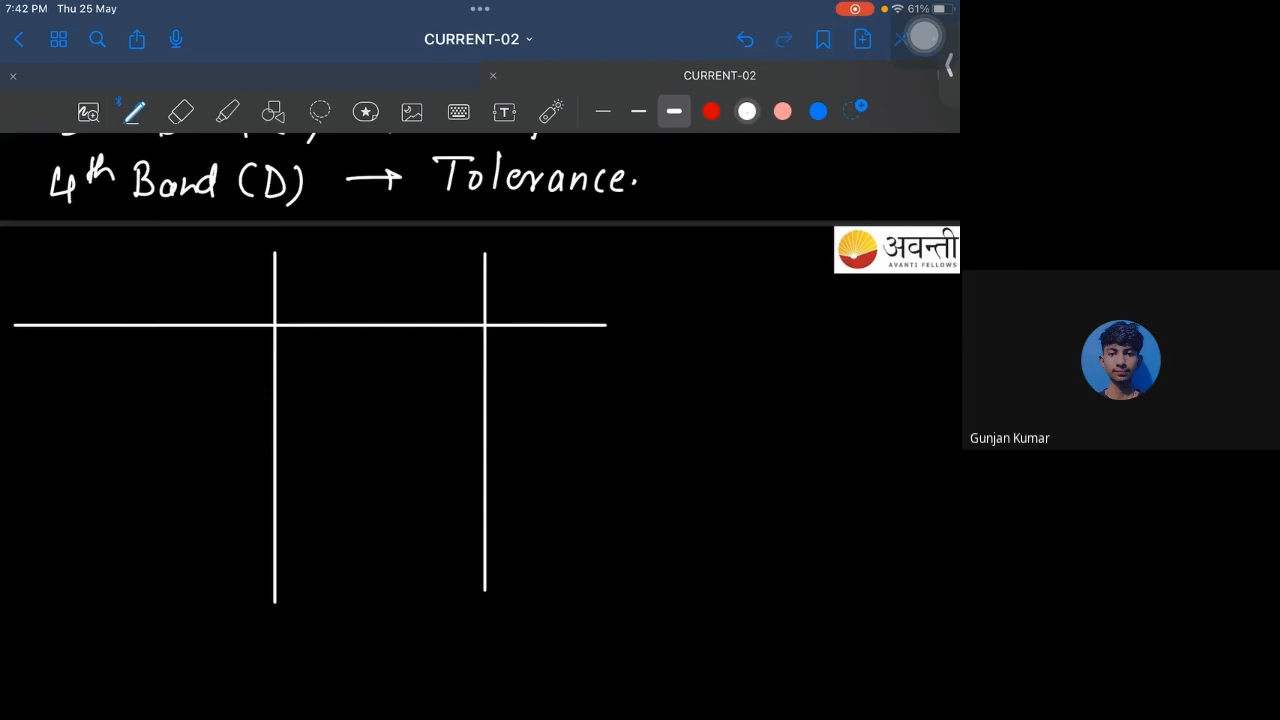 7:42 PM Thu 25 May
61%
CURRENT-02
CURRENT-02
4th Band (D) → Tolerance.
अवन्ती
AVANTI FELLOWS
Gunjan Kumar